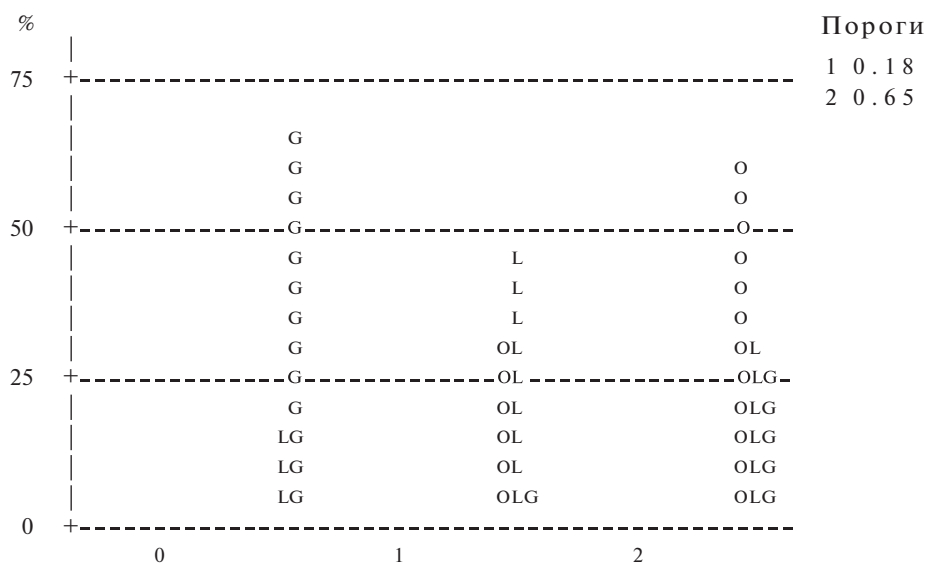 %
Пороги
1 0.18
75
2 0.65
G
G O
G O
50 G O
G L O
G L O
G L O
G OL OL
25 G OL OLG
G OL OLG
LG OL OLG
LG OL OLG
LG OLG OLG
0
0 1 2